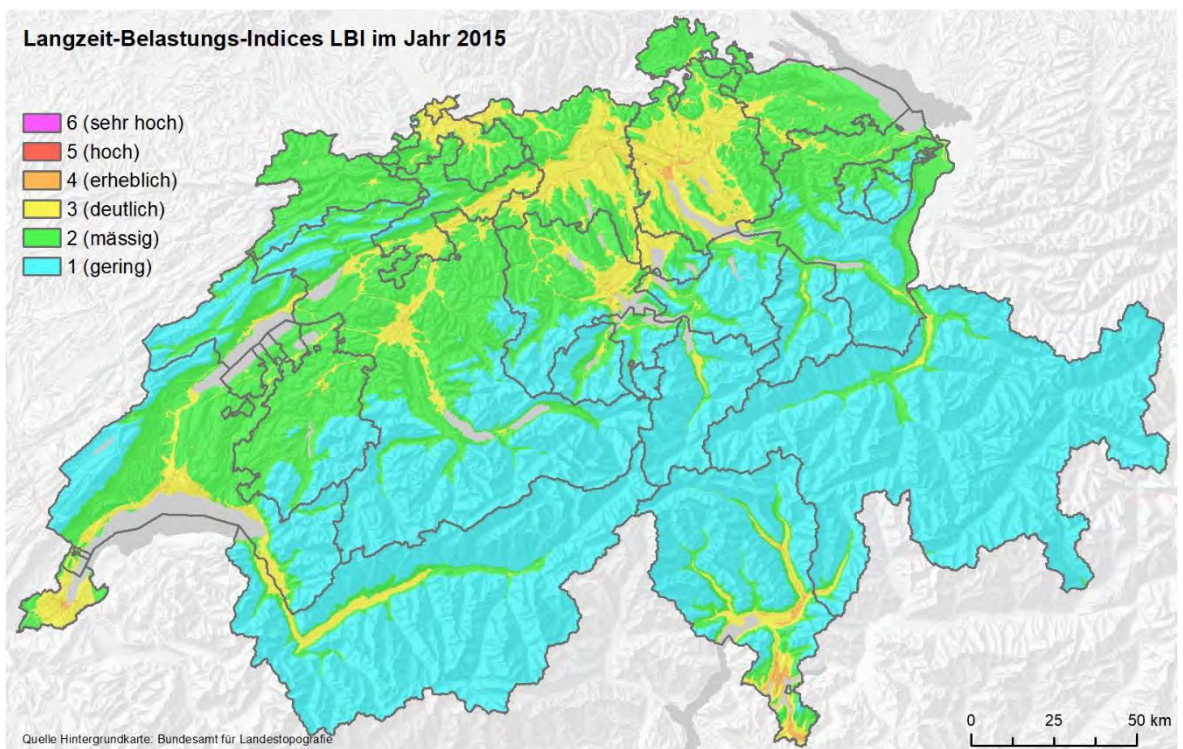 Langzeit-Belastungs-Indices LBI im Jahr 2015
6 (sehr hoch)
5 (hoch)
4 (erheblich)
3 (deutlich)
2 (mässig)
1 (gering)
Quelle Hintergrundkarte: Bundesamt für Landestopografie
0 25 50 km